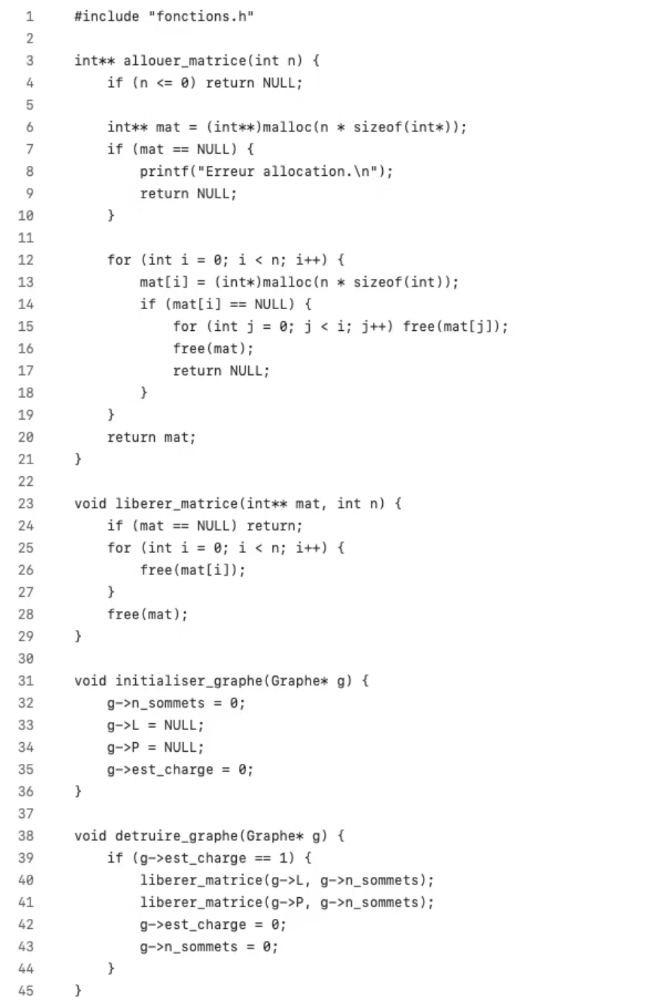 1 #include "fonctions.h"
2
3 int** allouer_matrice(int n) {
4     if (n <= 0) return NULL;
5
6     int** mat = (int**)malloc(n * sizeof(int*));
7     if (mat == NULL) {
8         printf("Erreur allocation.\n");
9         return NULL;
10     }
11
12     for (int i = 0; i < n; i++) {
13         mat[i] = (int*)malloc(n * sizeof(int));
14         if (mat[i] == NULL) {
15             for (int j = 0; j < i; j++) free(mat[j]);
16             free(mat);
17             return NULL;
18         }
19     }
20     return mat;
21 }
22
23 void liberer_matrice(int** mat, int n) {
24     if (mat == NULL) return;
25     for (int i = 0; i < n; i++) {
26         free(mat[i]);
27     }
28     free(mat);
29 }
30
31 void initialiser_graphe(Graphe* g) {
32     g->n_sommets = 0;
33     g->L = NULL;
34     g->P = NULL;
35     g->est_charge = 0;
36 }
37
38 void detruire_graphe(Graphe* g) {
39     if (g->est_charge == 1) {
40         liberer_matrice(g->L, g->n_sommets);
41         liberer_matrice(g->P, g->n_sommets);
42         g->est_charge = 0;
43         g->n_sommets = 0;
44     }
45 }